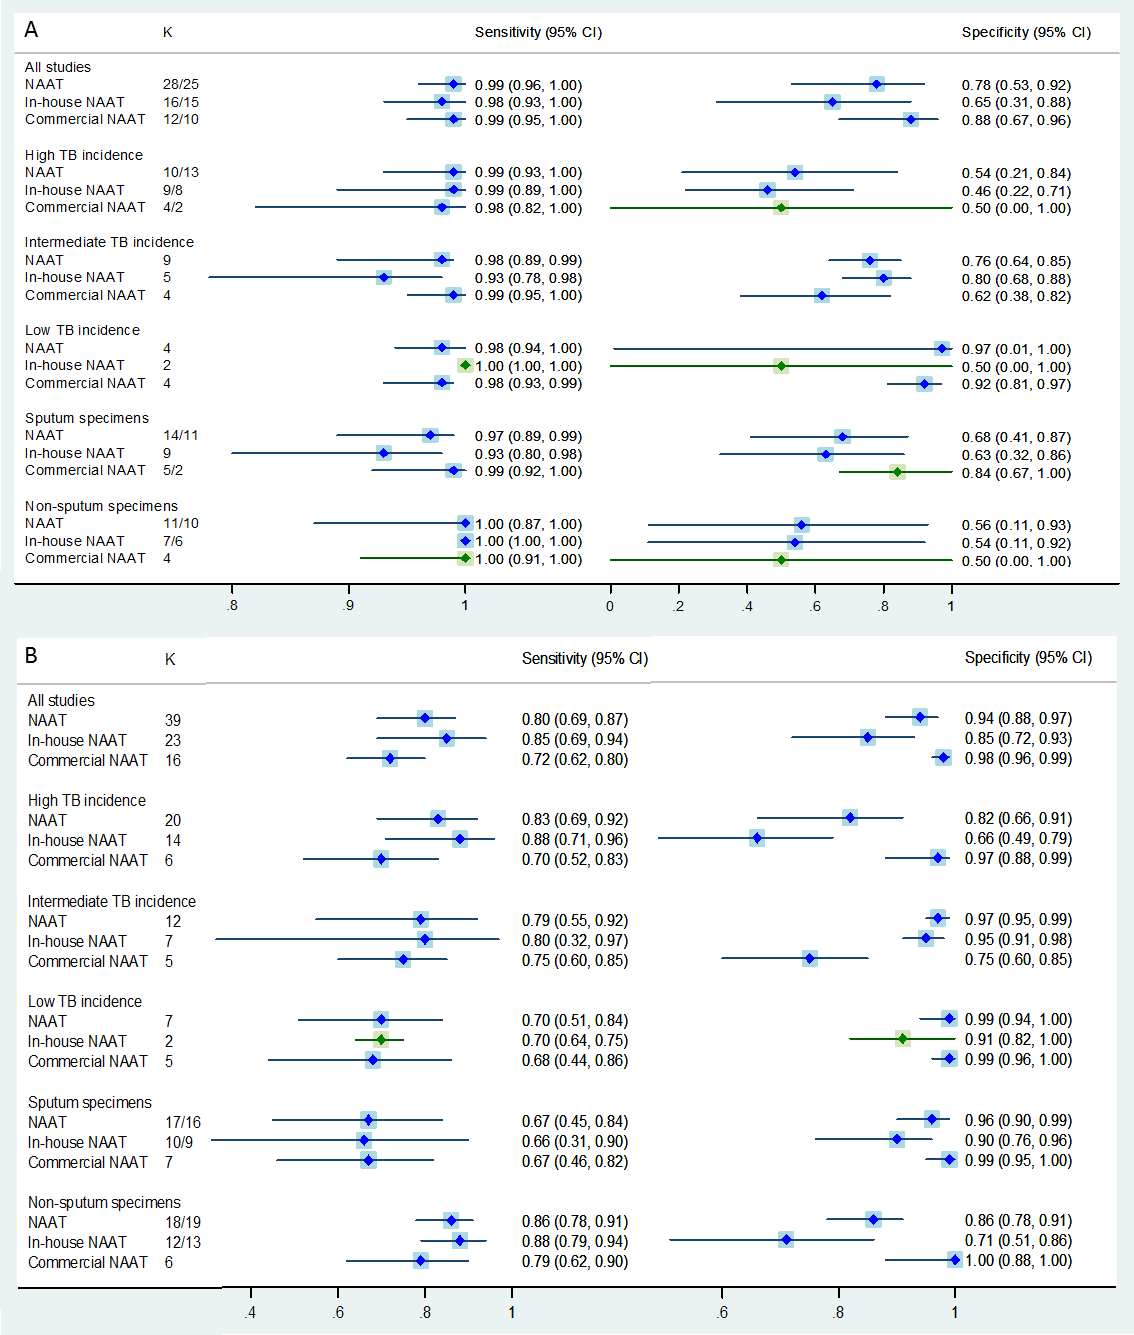 A K Sensitivity (95% CI) Specificity (95% CI)
All studies
NAAT 28/25 0.99 (0.96, 1.00) 0.78 (0.53, 0.92)
In-house NAAT 16/15 0.98 (0.93, 1.00) 0.65 (0.31, 0.88)
Commercial NAAT 12/10 0.99 (0.95, 1.00) 0.88 (0.67, 0.96)
High TB incidence
NAAT 10/13 0.99 (0.93, 1.00) 0.54 (0.21, 0.84)
In-house NAAT 9/8 0.99 (0.89, 1.00) 0.46 (0.22, 0.71)
Commercial NAAT 4/2 0.98 (0.82, 1.00) 0.50 (0.00, 1.00)
Intermediate TB incidence
NAAT 9 0.98 (0.89, 0.99) 0.76 (0.64, 0.85)
In-house NAAT 5 0.93 (0.78, 0.98) 0.80 (0.68, 0.88)
Commercial NAAT 4 0.99 (0.95, 1.00) 0.62 (0.38, 0.82)
Low TB incidence
NAAT 4 0.98 (0.94, 1.00) 0.97 (0.01, 1.00)
In-house NAAT 2 1.00 (1.00, 1.00) 0.50 (0.00, 1.00)
Commercial NAAT 4 0.98 (0.93, 0.99) 0.92 (0.81, 0.97)
Sputum specimens
NAAT 14/11 0.97 (0.89, 0.99) 0.68 (0.41, 0.87)
In-house NAAT 9 0.93 (0.80, 0.98) 0.63 (0.32, 0.86)
Commercial NAAT 5/2 0.99 (0.92, 1.00) 0.84 (0.67, 1.00)
Non-sputum specimens
NAAT 11/10 1.00 (0.87, 1.00) 0.56 (0.11, 0.93)
In-house NAAT 7/6 1.00 (1.00, 1.00) 0.54 (0.11, 0.92)
Commercial NAAT 4 1.00 (0.91, 1.00) 0.50 (0.00, 1.00)
.8 .9 1 0 .2 .4 .6 .8 1
B K Sensitivity (95% CI) Specificity (95% CI)
All studies
NAAT 39 0.80 (0.69, 0.87) 0.94 (0.88, 0.97)
In-house NAAT 23 0.85 (0.69, 0.94) 0.85 (0.72, 0.93)
Commercial NAAT 16 0.72 (0.62, 0.80) 0.98 (0.96, 0.99)
High TB incidence
NAAT 20 0.83 (0.69, 0.92) 0.82 (0.66, 0.91)
In-house NAAT 14 0.88 (0.71, 0.96) 0.66 (0.49, 0.79)
Commercial NAAT 6 0.70 (0.52, 0.83) 0.97 (0.88, 0.99)
Intermediate TB incidence
NAAT 12 0.79 (0.55, 0.92) 0.97 (0.95, 0.99)
In-house NAAT 7 0.80 (0.32, 0.97) 0.95 (0.91, 0.98)
Commercial NAAT 5 0.75 (0.60, 0.85) 0.75 (0.60, 0.85)
Low TB incidence
NAAT 7 0.70 (0.51, 0.84) 0.99 (0.94, 1.00)
In-house NAAT 2 0.70 (0.64, 0.75) 0.91 (0.82, 1.00)
Commercial NAAT 5 0.68 (0.44, 0.86) 0.99 (0.96, 1.00)
Sputum specimens
NAAT 17/16 0.67 (0.45, 0.84) 0.96 (0.90, 0.99)
In-house NAAT 10/9 0.66 (0.31, 0.90) 0.90 (0.76, 0.96)
Commercial NAAT 7 0.67 (0.46, 0.82) 0.99 (0.95, 1.00)
Non-sputum specimens
NAAT 18/19 0.86 (0.78, 0.91) 0.86 (0.78, 0.91)
In-house NAAT 12/13 0.88 (0.79, 0.94) 0.71 (0.51, 0.86)
Commercial NAAT 6 0.79 (0.62, 0.90) 1.00 (0.88, 1.00)
.4 .6 .8 1 .6 .8 1